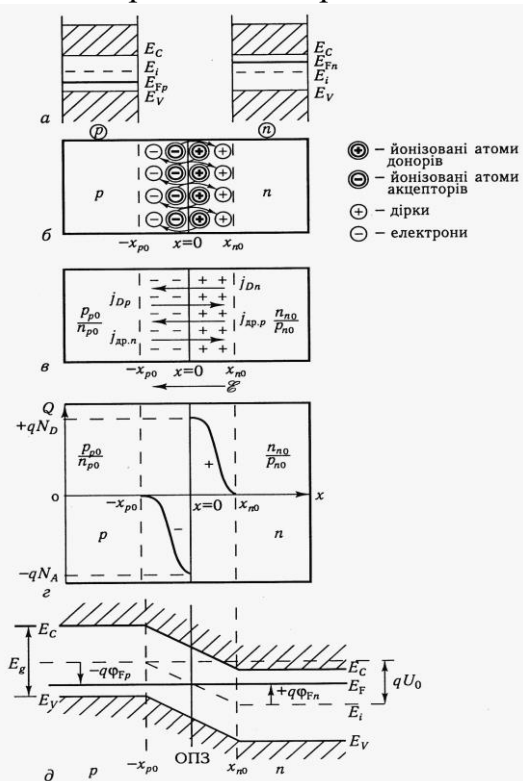 E_C
E_i
E_Fp
E_V
E_C
E_Fn
E_i
E_V
а
p
n
p
n
−x_p0
x=0
x_n0
б
+ – йонізовані атоми
донорів
− – йонізовані атоми
акцепторів
+ – дірки
− – електрони
p_p0
n_p0
j_Dp
j_др.n
j_Dn
j_др.p
n_n0
p_n0
−x_p0
x=0
x_n0
в
ℰ
Q
+qN_D
p_p0
n_p0
n_n0
p_n0
+
0
−x_p0
x=0
x_n0
x
p
−
n
−qN_A
г
E_C
E_g
−qφ_Fp
E_V
E_C
E_F
+qφ_Fn
qU_0
E_i
E_V
д
p
−x_p0
ОПЗ
x_n0
n